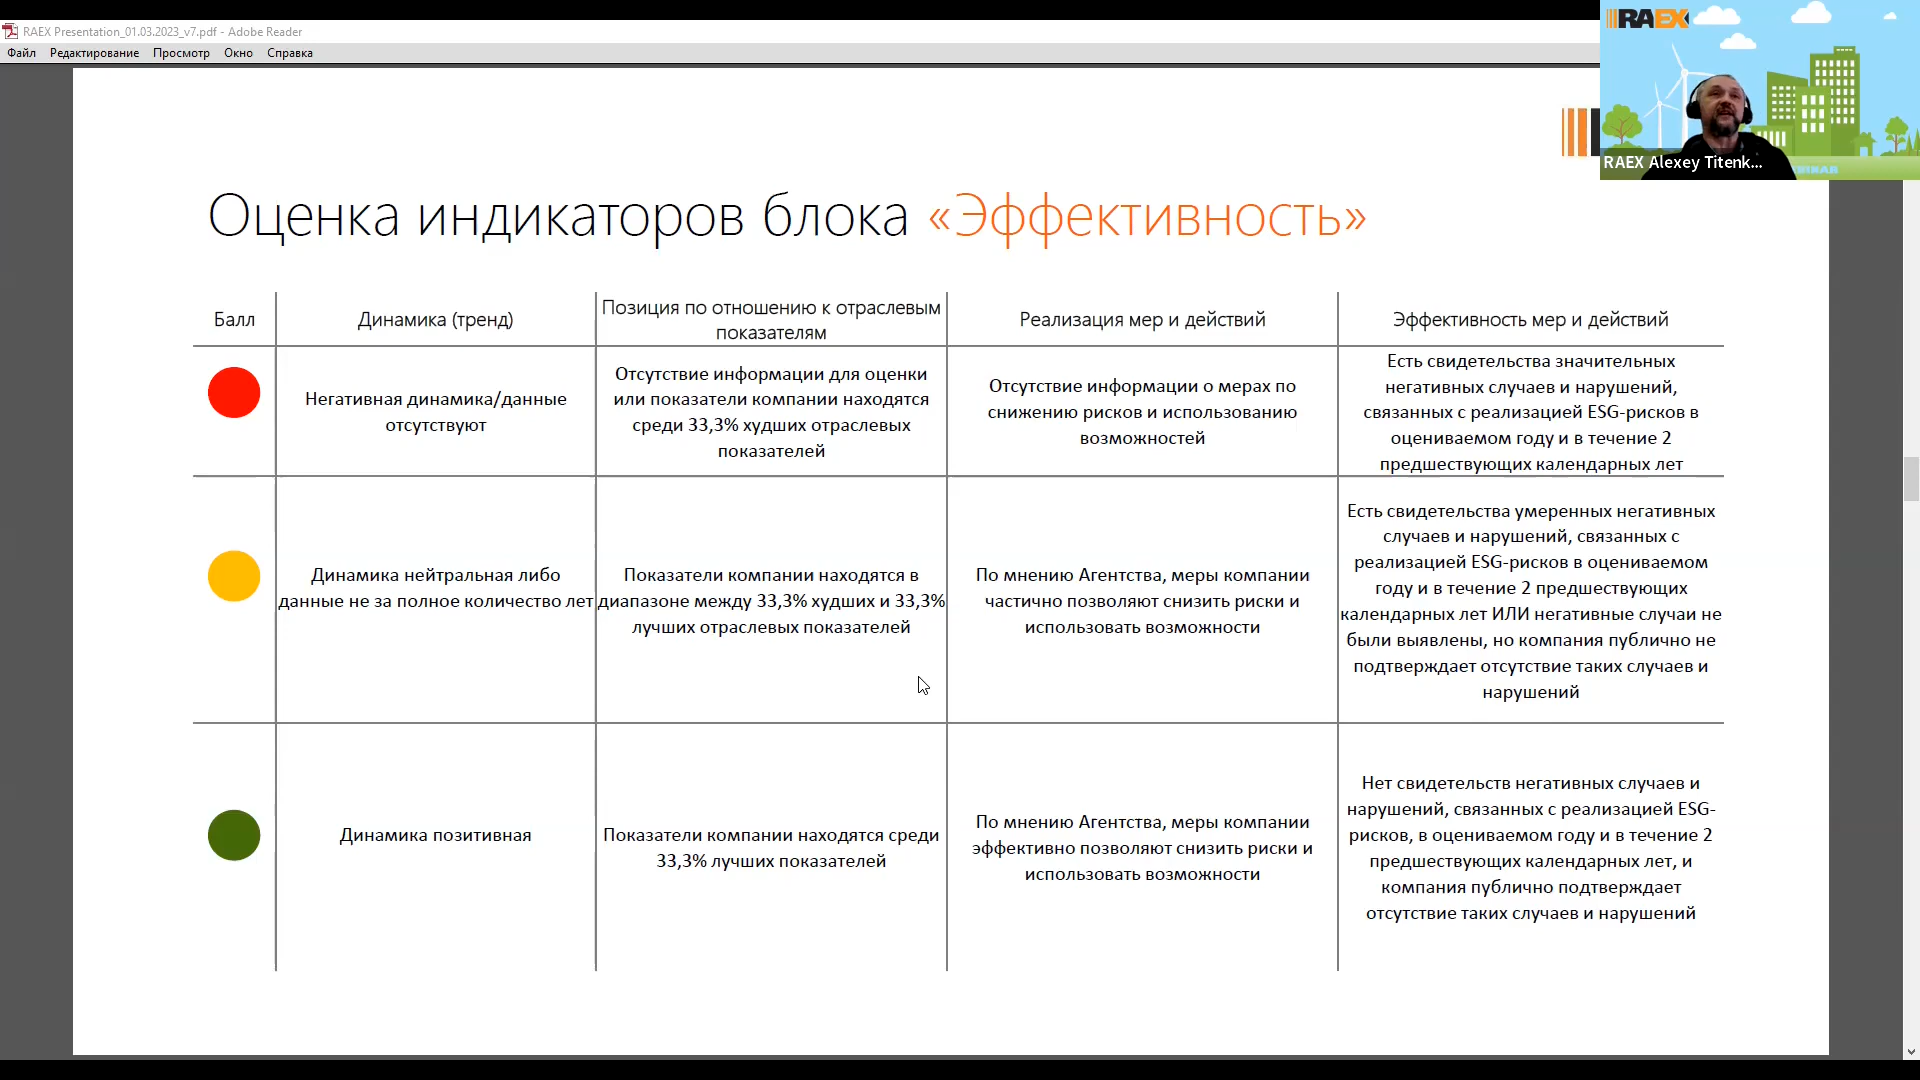 RAEX Presentation_01.03.2023_v7.pdf - Adobe Reader
Файл Редактирование Просмотр Окно Справка
RAEX
RAEX Alexey Titenk...
Оценка индикаторов блока «Эффективность»
Балл
Динамика (тренд)
Позиция по отношению к отраслевым
показателям
Реализация мер и действий
Эффективность мер и действий
Негативная динамика/данные
отсутствуют
Отсутствие информации для оценки
или показатели компании находятся
среди 33,3% худших отраслевых
показателей
Отсутствие информации о мерах по
снижению рисков и использованию
возможностей
Есть свидетельства значительных
негативных случаев и нарушений,
связанных с реализацией ESG-рисков в
оцениваемом году и в течение 2
предшествующих календарных лет
Динамика нейтральная либо
данные не за полное количество лет
Показатели компании находятся в
диапазоне между 33,3% худших и 33,3%
лучших отраслевых показателей
По мнению Агентства, меры компании
частично позволяют снизить риски и
использовать возможности
Есть свидетельства умеренных негативных
случаев и нарушений, связанных с
реализацией ESG-рисков в оцениваемом
году и в течение 2 предшествующих
календарных лет ИЛИ негативные случаи не
были выявлены, но компания публично не
подтверждает отсутствие таких случаев и
нарушений
Динамика позитивная
Показатели компании находятся среди
33,3% лучших показателей
По мнению Агентства, меры компании
эффективно позволяют снизить риски и
использовать возможности
Нет свидетельств негативных случаев и
нарушений, связанных с реализацией ESG-
рисков, в оцениваемом году и в течение 2
предшествующих календарных лет, и
компания публично подтверждает
отсутствие таких случаев и нарушений